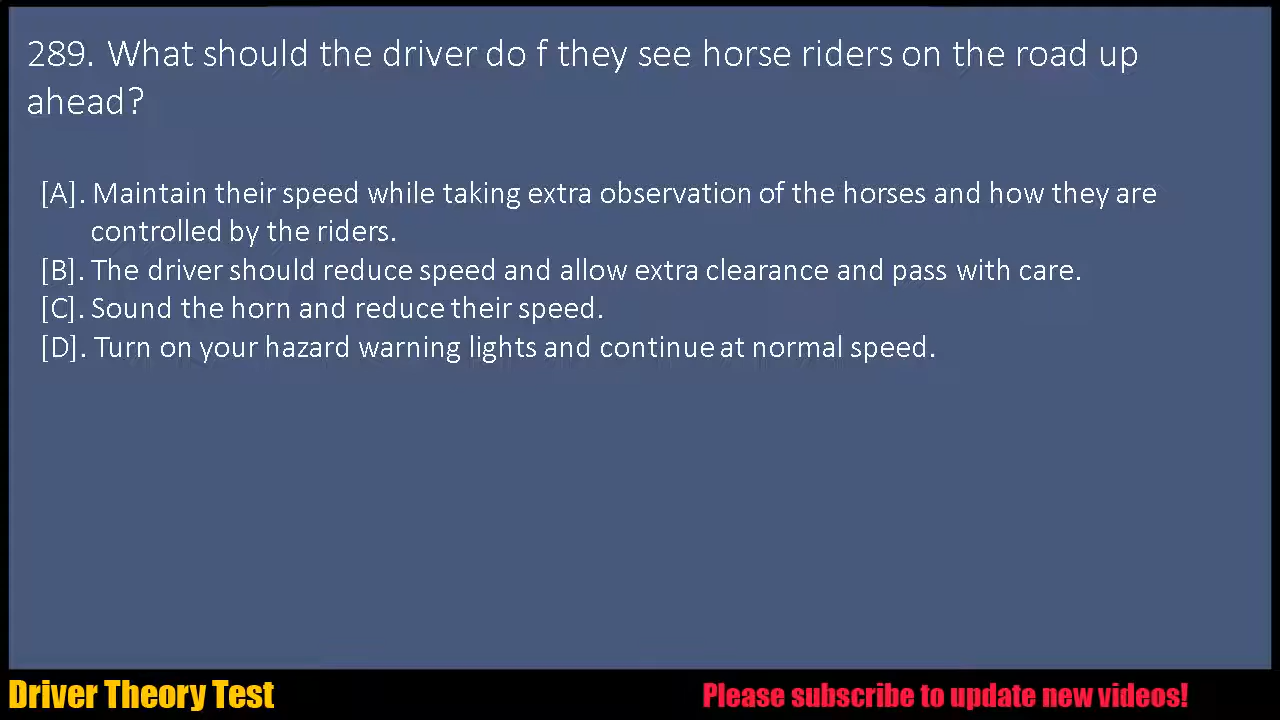 289. What should the driver do f they see horse riders on the road up
ahead?
[A]. Maintain their speed while taking extra observation of the horses and how they are
controlled by the riders.
[B]. The driver should reduce speed and allow extra clearance and pass with care.
[C]. Sound the horn and reduce their speed.
[D]. Turn on your hazard warning lights and continue at normal speed.
Driver Theory Test
Please subscribe to update new videos!